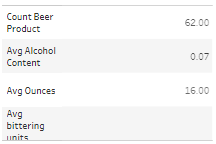 Count Beer
Product
62.00
Avg Alcohol
Content
0.07
Avg Ounces
16.00
Avg
bittering
units